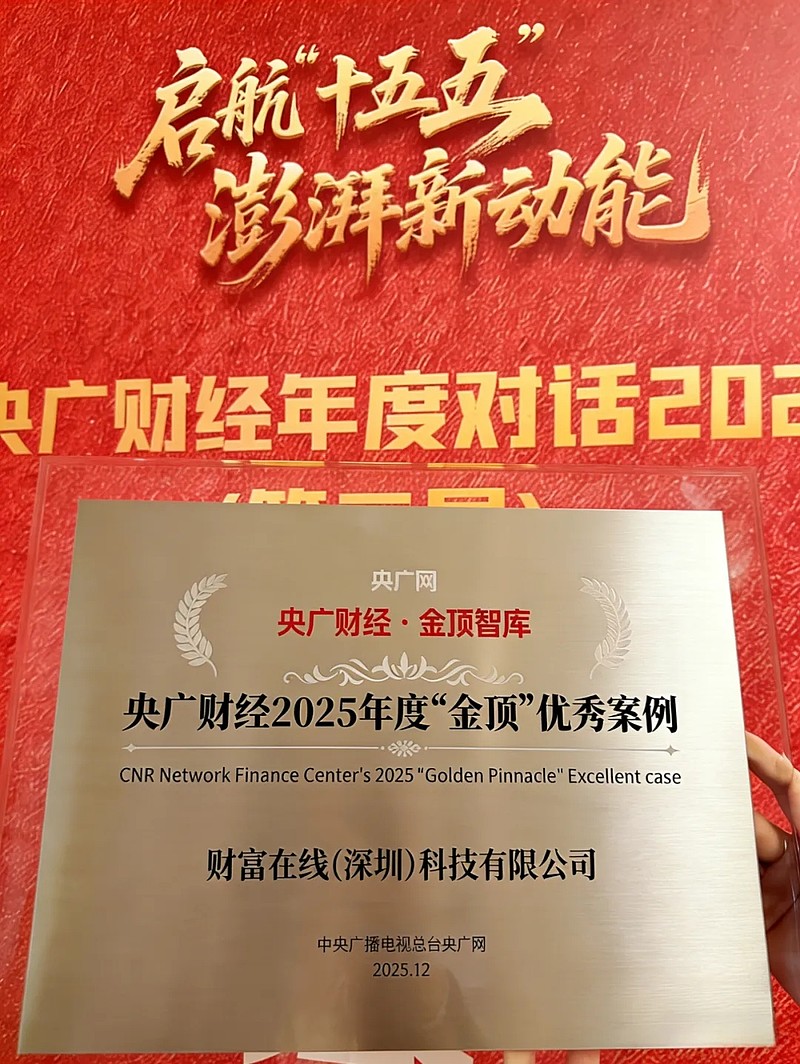 启航“十五五”
澎湃新动能
央广财经年度对话202
央广网
央广财经·金顶智库
央广财经2025年度“金顶”优秀案例
CNR Network Finance Center's 2025 "Golden Pinnacle" Excellent case
财富在线(深圳)科技有限公司
中央广播电视总台央广网
2025.12